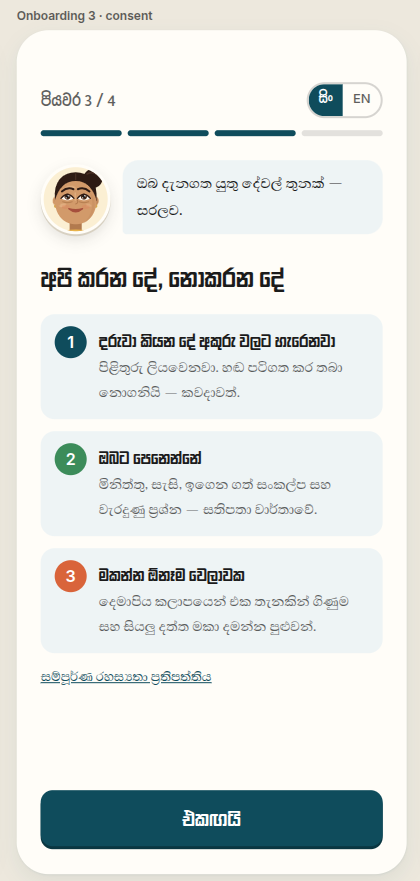 Onboarding 3 · consent
පියවර 3 / 4
සිං EN
ඔබ දැනගත යුතු දේවල් තුනක් —
සරලව.
අපි කරන දේ, නොකරන දේ
1 දරුවා කියන දේ අකුරු වලට හැරෙනවා
පිළිතුරු ලියවෙනවා. හඬ පටිගත කර තබා
නොගනියි — කවදාවත්.
2 ඔබට පෙනෙන්නේ
මිනිත්තු, සැසි, ඉගෙන ගත් සංකල්ප සහ
වැරදුණු ප්‍රශ්න — සතිපතා වාර්තාවේ.
3 මකන්න ඕනෑම වෙලාවක
දෙමාපිය කලාපයෙන් එක තැනකින් ගිණුම
සහ සියලු දත්ත මකා දමන්න පුළුවන්.
සම්පූර්ණ රහස්‍යතා ප්‍රතිපත්තිය
එකඟයි